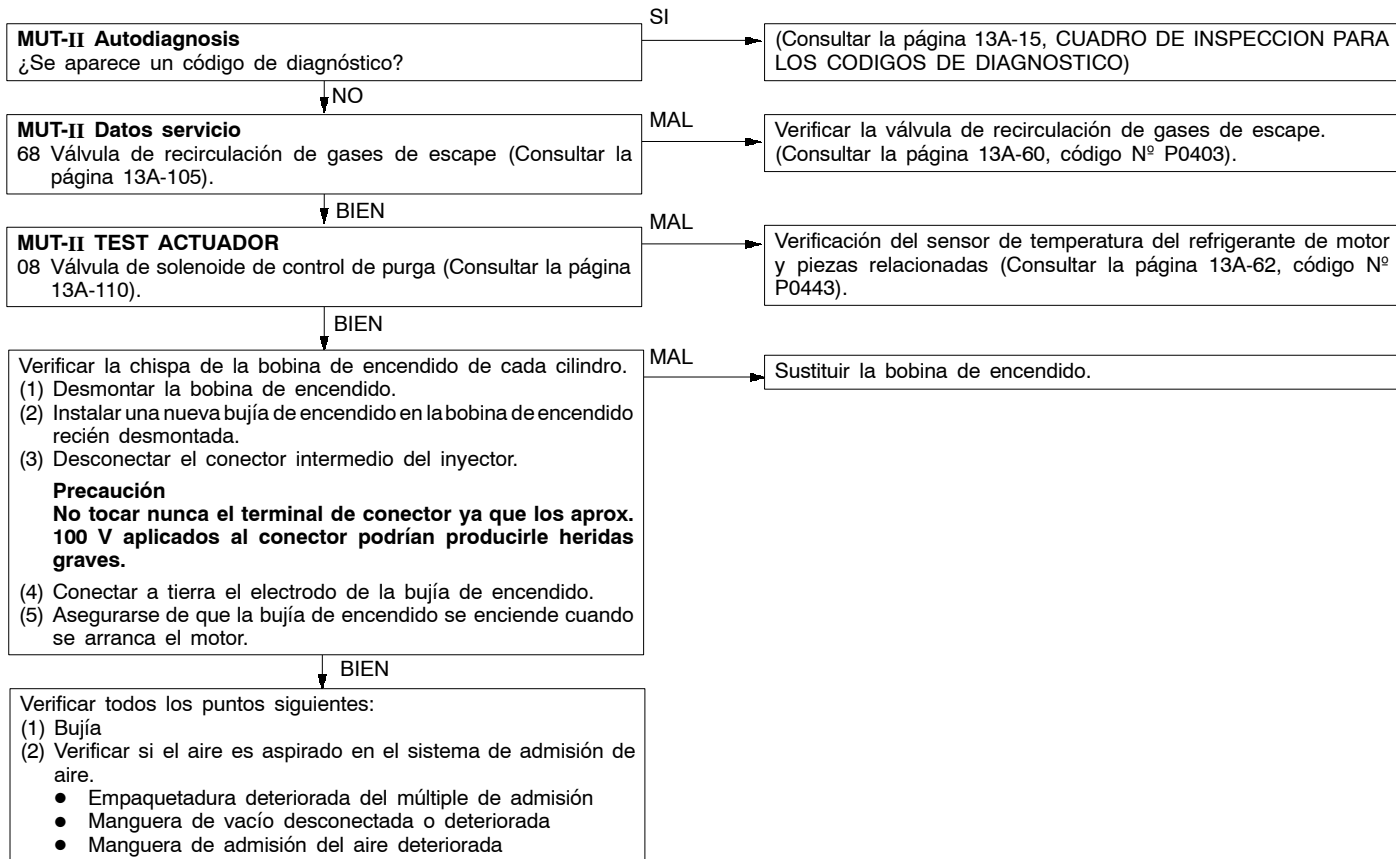 SI
MUT-II Autodiagnosis
¿Se aparece un código de diagnóstico?
(Consultar la página 13A-15, CUADRO DE INSPECCION PARA
LOS CODIGOS DE DIAGNOSTICO)
NO
MUT-II Datos servicio
68 Válvula de recirculación de gases de escape (Consultar la
página 13A-105).
MAL
Verificar la válvula de recirculación de gases de escape.
(Consultar la página 13A-60, código Nº P0403).
BIEN
MUT-II TEST ACTUADOR
08 Válvula de solenoide de control de purga (Consultar la página
13A-110).
MAL
Verificación del sensor de temperatura del refrigerante de motor
y piezas relacionadas (Consultar la página 13A-62, código Nº
P0443).
BIEN
Verificar la chispa de la bobina de encendido de cada cilindro.
(1) Desmontar la bobina de encendido.
(2) Instalar una nueva bujía de encendido en la bobina de encendido
recién desmontada.
(3) Desconectar el conector intermedio del inyector.
Precaución
No tocar nunca el terminal de conector ya que los aprox.
100 V aplicados al conector podrían producirle heridas
graves.
(4) Conectar a tierra el electrodo de la bujía de encendido.
(5) Asegurarse de que la bujía de encendido se enciende cuando
se arranca el motor.
MAL
Sustituir la bobina de encendido.
BIEN
Verificar todos los puntos siguientes:
(1) Bujía
(2) Verificar si el aire es aspirado en el sistema de admisión de
aire.
● Empaquetadura deteriorada del múltiple de admisión
● Manguera de vacío desconectada o deteriorada
● Manguera de admisión del aire deteriorada